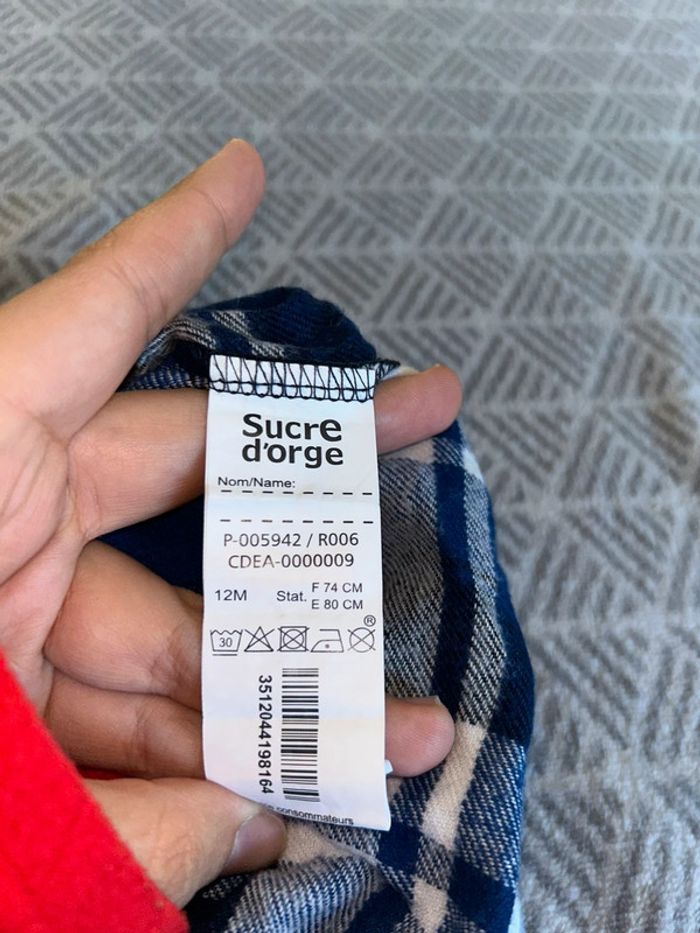 Sucre
d'orge
Nom/Name:
P-005942 / R006
CDEA-0000009
12M Stat. F 74 CM
E 80 CM
®
30
3512044198164
consommateurs